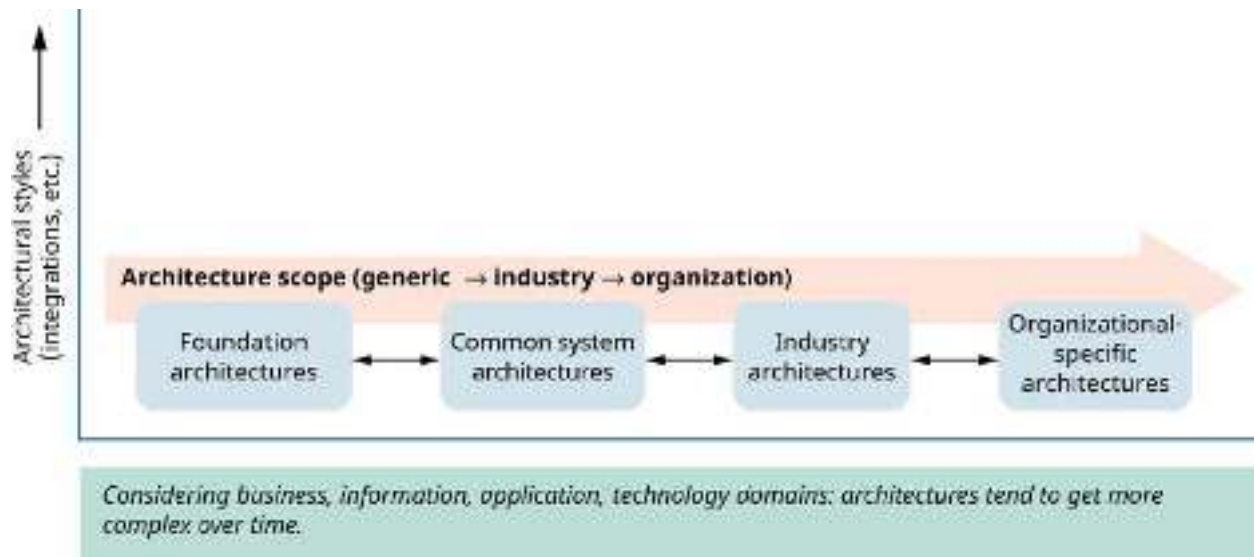 Architectural styles
(integrations, etc.)
Architecture scope (generic → industry → organization)
Foundation
architectures
Common system
architectures
Industry
architectures
Organizational-
specific
architectures
Considering business, information, application, technology domains: architectures tend to get more
complex over time.